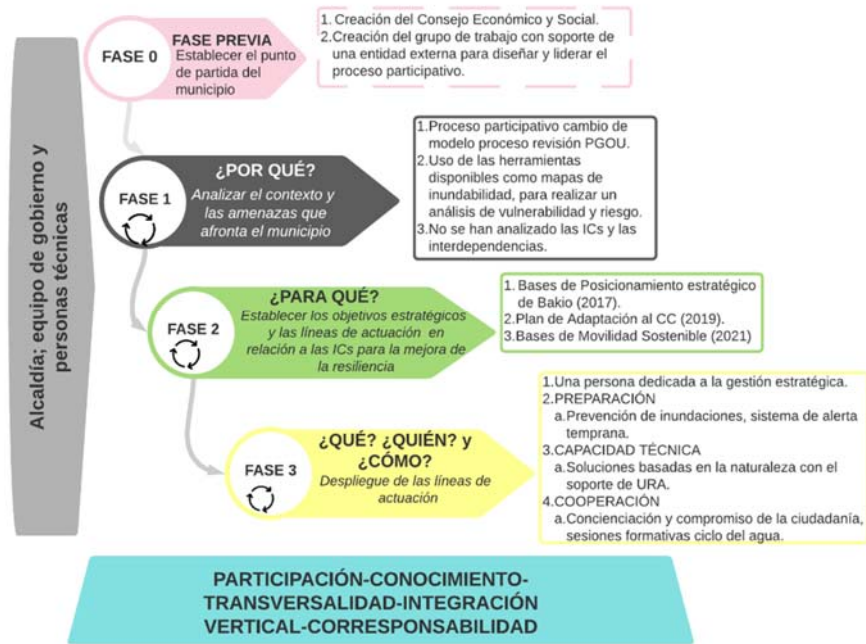 Alcaldía; equipo de gobierno y
personas técnicas
FASE 0
FASE PREVIA
Establecer el punto
de partida del
municipio
1. Creación del Consejo Económico y Social.
2.Creación del grupo de trabajo con soporte de
una entidad externa para diseñar y liderar el
proceso participativo.
FASE 1
¿POR QUÉ?
Analizar el contexto y
las amenazas que
afronta el municipio
1.Proceso participativo cambio de
modelo proceso revisión PGOU.
2.Uso de las herramientas
disponibles como mapas de
inundabilidad, para realizar un
análisis de vulnerabilidad y riesgo.
3.No se han analizado las ICs y las
interdependencias.
FASE 2
¿PARA QUÉ?
Establecer los objetivos estratégicos
y las líneas de actuación en
relación a las ICs para la mejora de
la resiliencia
1. Bases de Posicionamiento estratégico
de Bakio (2017).
2.Plan de Adaptación al CC (2019).
3.Bases de Movilidad Sostenible (2021)
FASE 3
¿QUÉ? ¿QUIÉN? y
¿CÓMO?
Despliegue de las líneas de
actuación
1.Una persona dedicada a la gestión estratégica.
2.PREPARACIÓN
a.Prevención de inundaciones, sistema de alerta
temprana.
3.CAPACIDAD TÉCNICA
a.Soluciones basadas en la naturaleza con el
soporte de URA.
4.COOPERACIÓN
a.Concienciación y compromiso de la ciudadanía,
sesiones formativas ciclo del agua.
PARTICIPACIÓN-CONOCIMIENTO-
TRANSVERSALIDAD-INTEGRACIÓN
VERTICAL-CORRESPONSABILIDAD